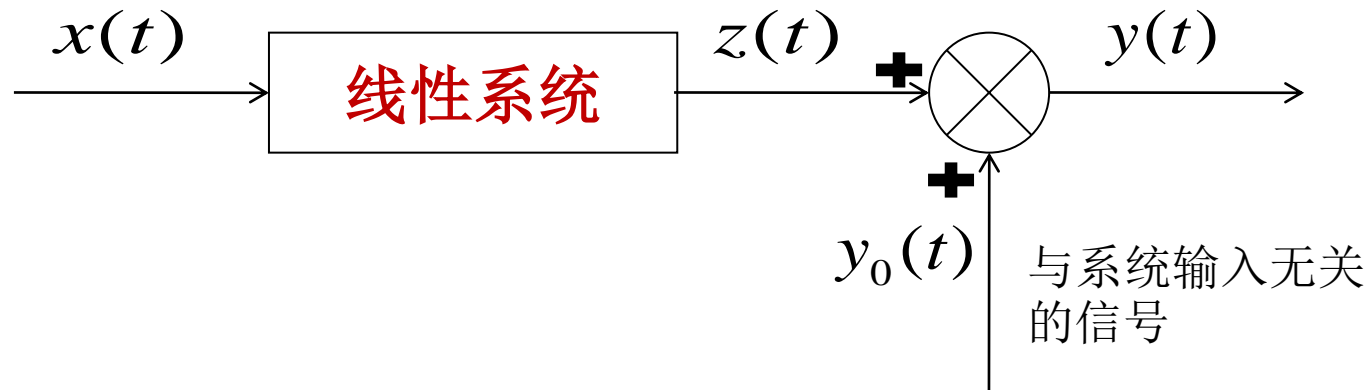 x(t)
线性系统
z(t)
+
y(t)
+
y₀(t)
与系统输入无关
的信号